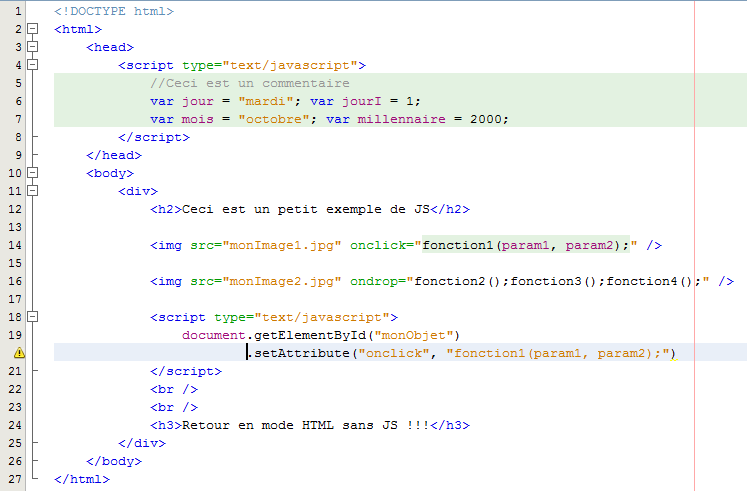 1 <!DOCTYPE html>
2 <html>
3 <head>
4 <script type="text/javascript">
5 //Ceci est un commentaire
6 var jour = "mardi"; var jourI = 1;
7 var mois = "octobre"; var millennaire = 2000;
8 </script>
9 </head>
10 <body>
11 <div>
12 <h2>Ceci est un petit exemple de JS</h2>
13
14 <img src="monImage1.jpg" onclick="fonction1(param1, param2);" />
15
16 <img src="monImage2.jpg" ondrop="fonction2();fonction3();fonction4();" />
17
18 <script type="text/javascript">
19 document.getElementById("monObjet")
.setAttribute("onclick", "fonction1(param1, param2);")
21 </script>
22 <br />
23 <br />
24 <h3>Retour en mode HTML sans JS !!!</h3>
25 </div>
26 </body>
27 </html>